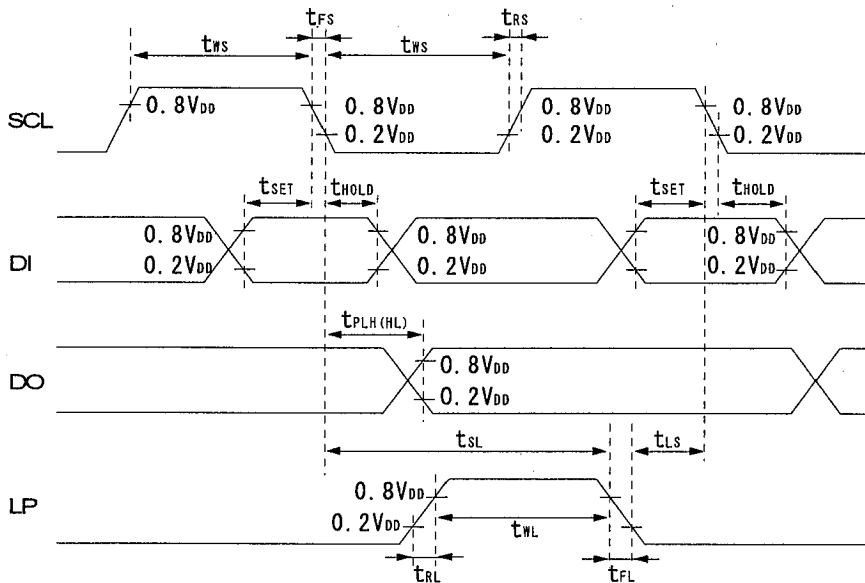 tFS
tRS
tWS
tWS
0.8VDD
0.8VDD
0.8VDD
0.8VDD
SCL
0.2VDD
0.2VDD
0.2VDD
tSET
tHOLD
tSET
tHOLD
0.8VDD
0.8VDD
0.8VDD
DI
0.2VDD
0.2VDD
0.2VDD
tPLH(HL)
0.8VDD
DO
0.2VDD
tSL
tLS
0.8VDD
LP
0.2VDD
tWL
tRL
tFL